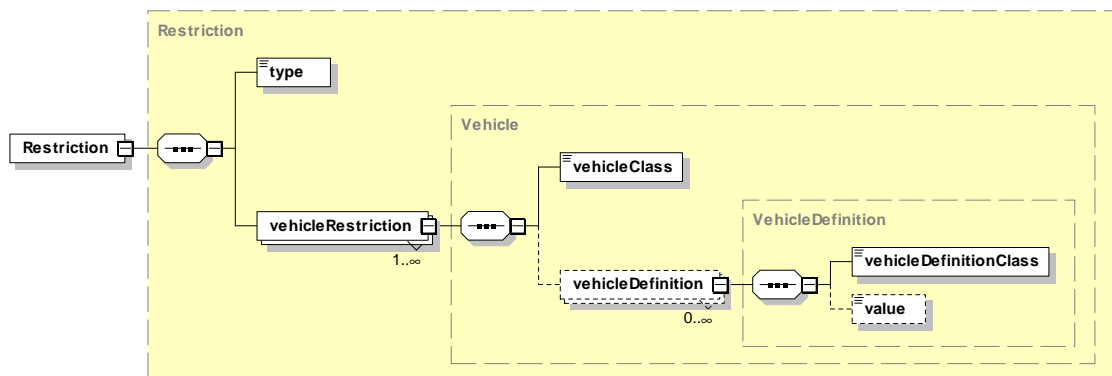 Restriction
type
Vehicle
Restriction
vehicleClass
VehicleDefinition
vehicleRestriction
1..∞
vehicleDefinitionClass
vehicleDefinition
0..∞
value